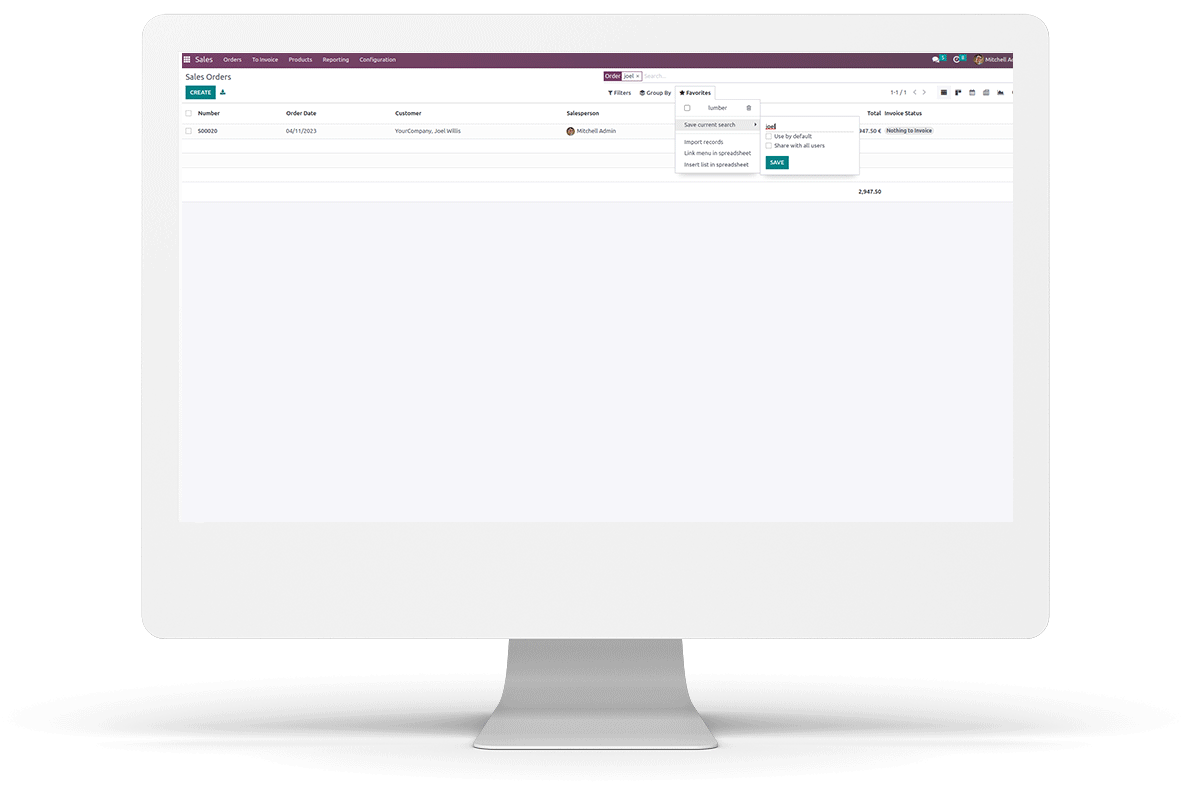 Sales Orders To Invoice Products Reporting Configuration 5 8 Mitchell A
Sales Orders Order joel × Search...
CREATE Filters Group By Favorites 1-1 / 1
Number Order Date Customer Salesperson lumber Total Invoice Status
S00020 04/11/2023 YourCompany, Joel Willis Mitchell Admin Save current search joel 947.50 € Nothing to Invoice
Use by default
Import records Share with all users
Link menu in spreadsheet
Insert list in spreadsheet SAVE
2,947.50